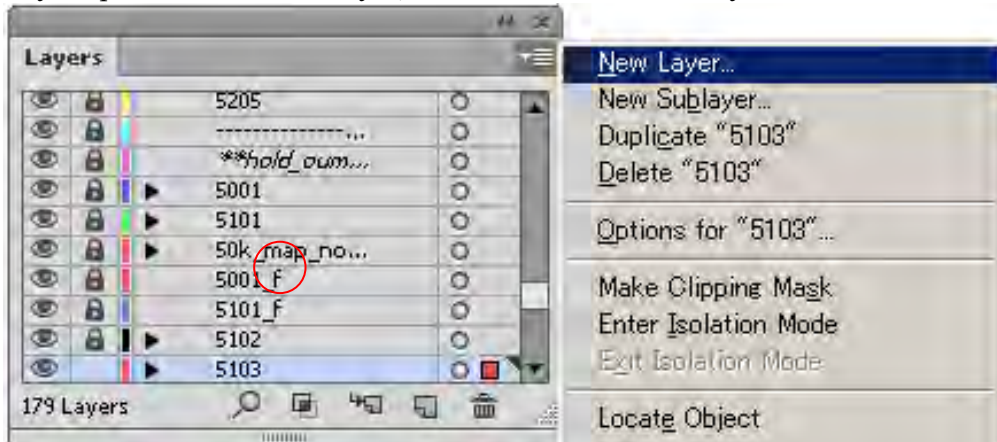 Layers
5205
--------------...
**hold_oum...
5001
5101
50k_map_no...
5001_f
5101_f
5102
5103
179 Layers
New Layer...
New Sublayer...
Duplicate "5103"
Delete "5103"
Options for "5103"...
Make Clipping Mask
Enter Isolation Mode
Exit Isolation Mode
Locate Object